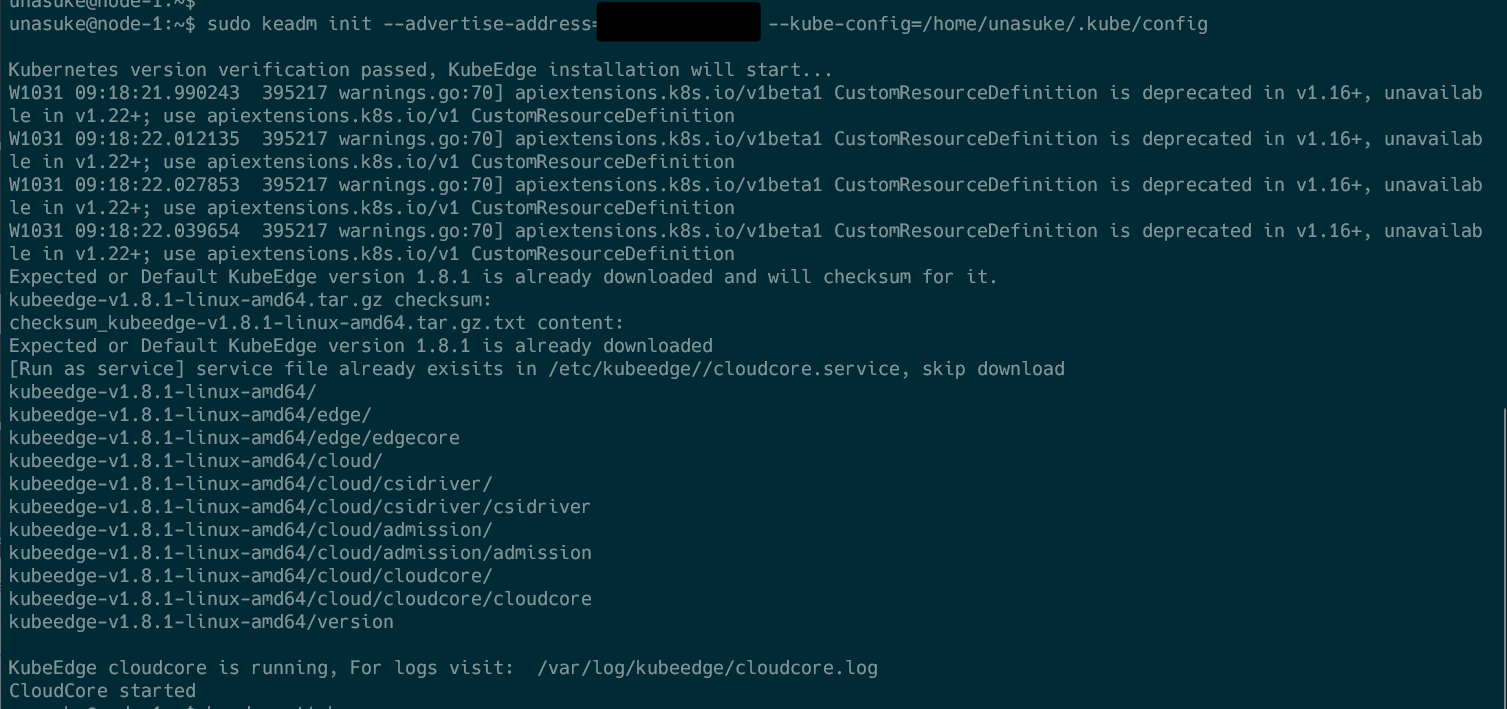 unasuke@node-1:~$
unasuke@node-1:~$ sudo keadm init --advertise-address= --kube-config=/home/unasuke/.kube/config
Kubernetes version verification passed, KubeEdge installation will start...
W1031 09:18:21.990243  395217 warnings.go:70] apiextensions.k8s.io/v1beta1 CustomResourceDefinition is deprecated in v1.16+, unavailab
le in v1.22+; use apiextensions.k8s.io/v1 CustomResourceDefinition
W1031 09:18:22.012135  395217 warnings.go:70] apiextensions.k8s.io/v1beta1 CustomResourceDefinition is deprecated in v1.16+, unavailab
le in v1.22+; use apiextensions.k8s.io/v1 CustomResourceDefinition
W1031 09:18:22.027853  395217 warnings.go:70] apiextensions.k8s.io/v1beta1 CustomResourceDefinition is deprecated in v1.16+, unavailab
le in v1.22+; use apiextensions.k8s.io/v1 CustomResourceDefinition
W1031 09:18:22.039654  395217 warnings.go:70] apiextensions.k8s.io/v1beta1 CustomResourceDefinition is deprecated in v1.16+, unavailab
le in v1.22+; use apiextensions.k8s.io/v1 CustomResourceDefinition
Expected or Default KubeEdge version 1.8.1 is already downloaded and will checksum for it.
kubeedge-v1.8.1-linux-amd64.tar.gz checksum:
checksum_kubeedge-v1.8.1-linux-amd64.tar.gz.txt content:
Expected or Default KubeEdge version 1.8.1 is already downloaded
[Run as service] service file already exisits in /etc/kubeedge//cloudcore.service, skip download
kubeedge-v1.8.1-linux-amd64/
kubeedge-v1.8.1-linux-amd64/edge/
kubeedge-v1.8.1-linux-amd64/edge/edgecore
kubeedge-v1.8.1-linux-amd64/cloud/
kubeedge-v1.8.1-linux-amd64/cloud/csidriver/
kubeedge-v1.8.1-linux-amd64/cloud/csidriver/csidriver
kubeedge-v1.8.1-linux-amd64/cloud/admission/
kubeedge-v1.8.1-linux-amd64/cloud/admission/admission
kubeedge-v1.8.1-linux-amd64/cloud/cloudcore/
kubeedge-v1.8.1-linux-amd64/cloud/cloudcore/cloudcore
kubeedge-v1.8.1-linux-amd64/version
KubeEdge cloudcore is running, For logs visit:  /var/log/kubeedge/cloudcore.log
CloudCore started